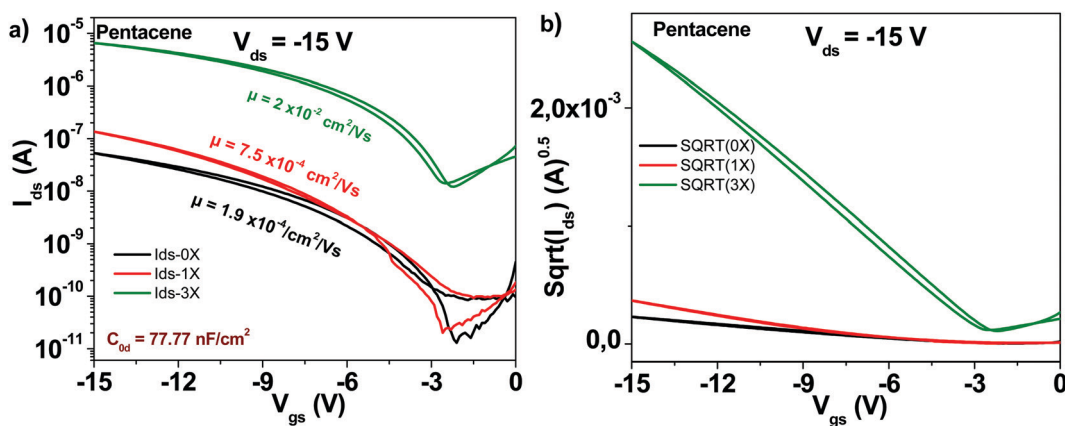 a)
Pentacene
V_ds = -15 V
10^-5
10^-6
10^-7
10^-8
10^-9
10^-10
10^-11
I_ds (A)
μ = 2 x10^-2 cm^2/Vs
μ = 7.5 x10^-4 cm^2/Vs
μ = 1.9 x10^-4/cm^2/Vs
Ids-0X
Ids-1X
Ids-3X
C_0d = 77.77 nF/cm^2
-15 -12 -9 -6 -3 0
V_gs (V)
b)
Pentacene
V_ds = -15 V
2,0x10^-3
0,0
Sqrt(I_ds) (A)^0.5
SQRT(0X)
SQRT(1X)
SQRT(3X)
-15 -12 -9 -6 -3 0
V_gs (V)